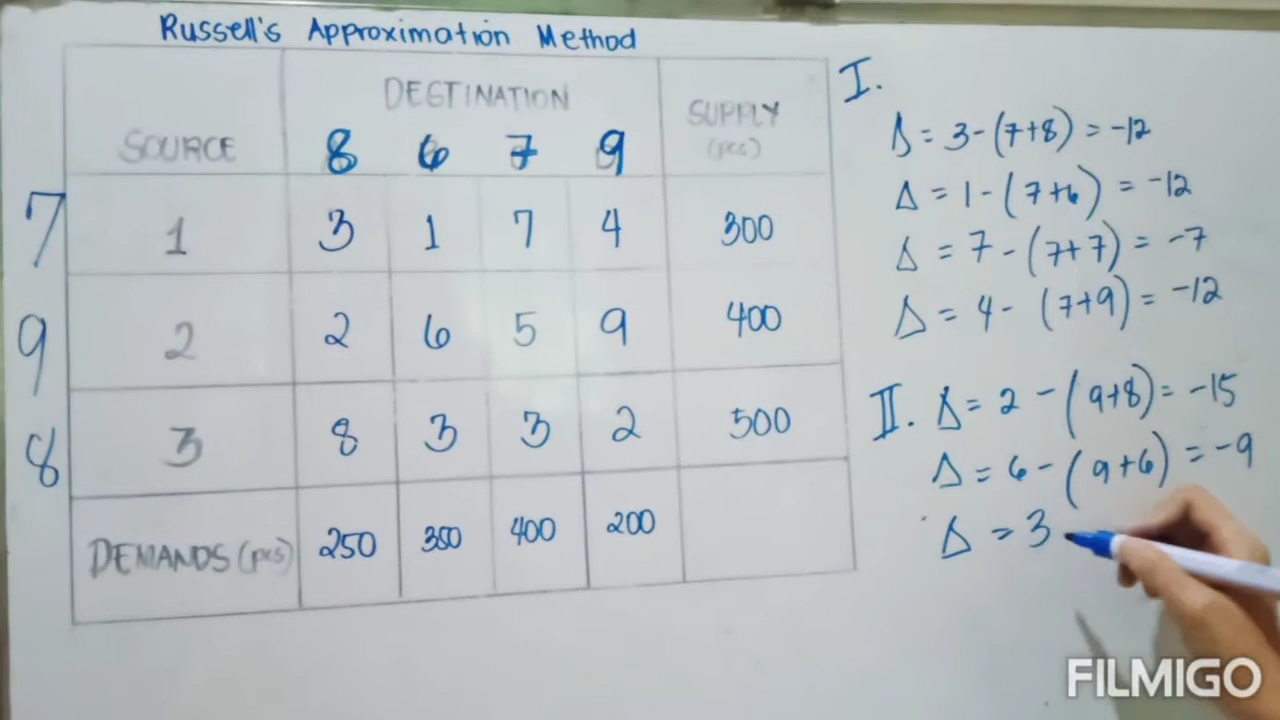 Russell's Approximation Method
DESTINATION
SOURCE 8 6 7 9 SUPPLY (pcs)
7 1 3 1 7 4 300
9 2 2 6 5 9 400
8 3 8 3 3 2 500
DEMANDS (pcs) 250 350 400 200
I.
Δ = 3 - (7+8) = -12
Δ = 1 - (7+6) = -12
Δ = 7 - (7+7) = -7
Δ = 4 - (7+9) = -12
II. Δ = 2 - (9+8) = -15
Δ = 6 - (9+6) = -9
Δ = 3
FILMIGO